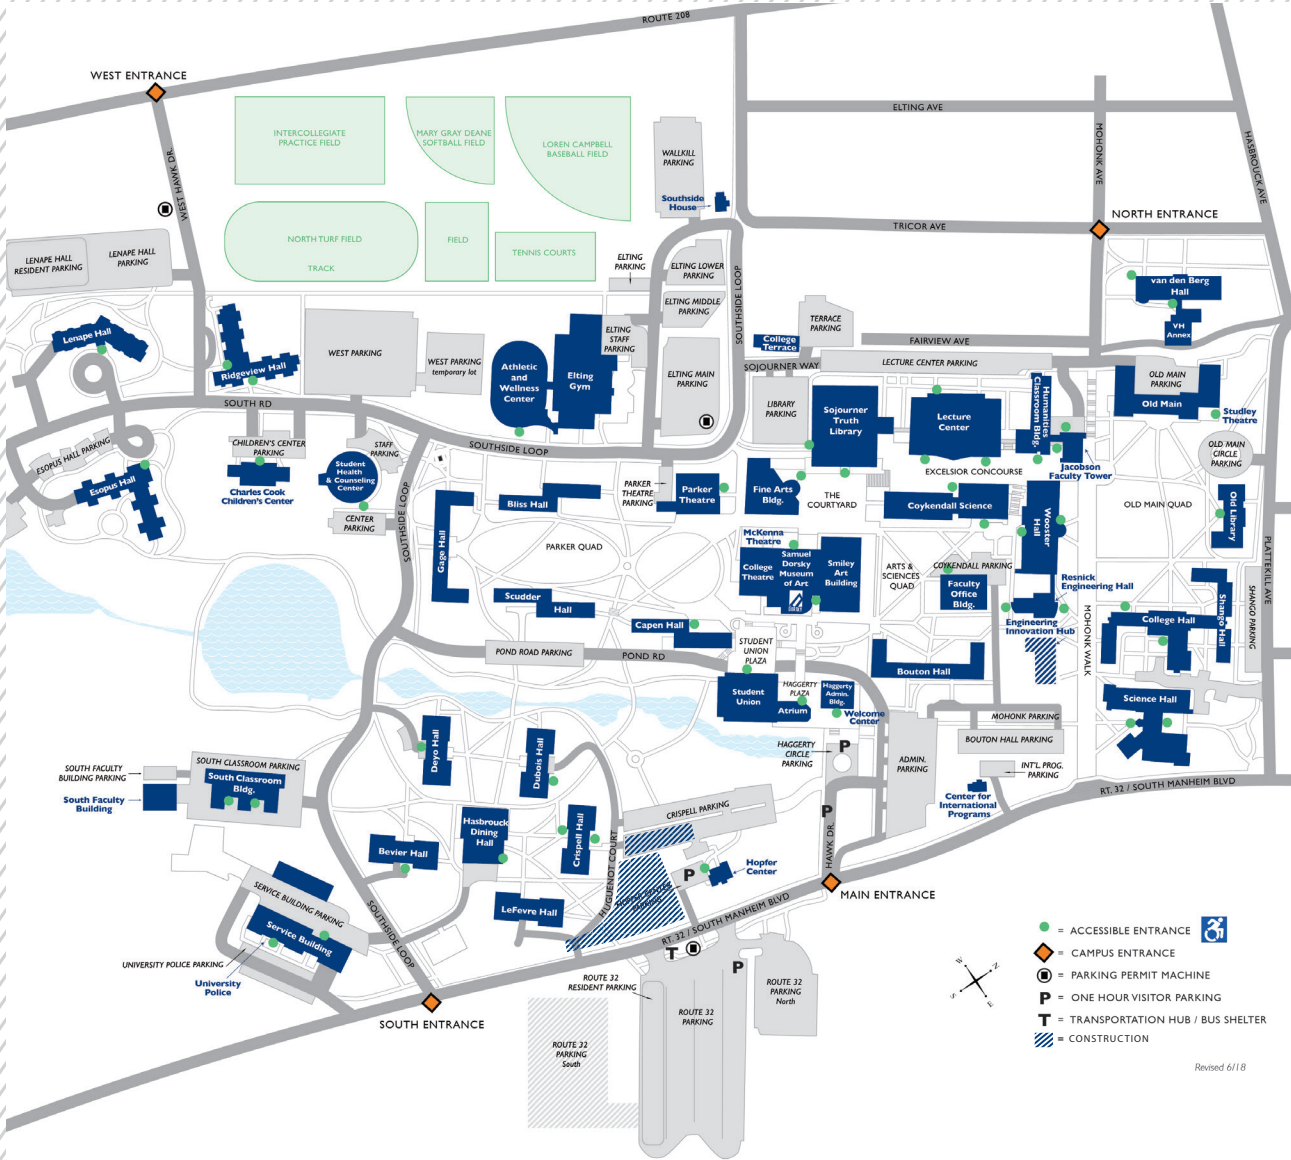 ROUTE 208
WEST ENTRANCE
WEST HAWK DR.
INTERCOLLEGIATE
PRACTICE FIELD
MARY GRAY DEANE
SOFTBALL FIELD
LOREN CAMPBELL
BASEBALL FIELD
WALLKILL
PARKING
ELTING AVE
MOHONK AVE
HASBROUCK AVE
Southside
House
NORTH ENTRANCE
TRICOR AVE
LENAPE HALL
RESIDENT PARKING
LENAPE HALL
PARKING
NORTH TURF FIELD
TRACK
FIELD
TENNIS COURTS
ELTING
PARKING
ELTING LOWER
PARKING
ELTING MIDDLE
PARKING
SOUTHSIDE LOOP
van den Berg
Hall
VH
Annex
Lenape Hall
Ridgeview Hall
WEST PARKING
WEST PARKING
temporary lot
Athletic
and
Wellness
Center
Elting
Gym
ELTING
STAFF
PARKING
ELTING MAIN
PARKING
TERRACE
PARKING
College
Terrace
FAIRVIEW AVE
SOJOURNER WAY
LECTURE CENTER PARKING
OLD MAIN
PARKING
Old Main
Studley
Theatre
SOUTH RD
LIBRARY
PARKING
Sojourner
Truth
Library
Lecture
Center
Humanities
Classroom Bldg.
Jacobson
Faculty Tower
OLD MAIN
CIRCLE
PARKING
ESOPUS HALL PARKING
Esopus Hall
CHILDREN'S CENTER
PARKING
Charles Cook
Children's Center
STAFF
PARKING
Student
Health
& Counseling
Center
CENTER
PARKING
SOUTHSIDE LOOP
SOUTHSIDE LOOP
EXCELSIOR CONCOURSE
PARKER
THEATRE
PARKING
Parker
Theatre
Fine Arts
Bldg.
THE
COURTYARD
Coykendall Science
Wooster
Hall
OLD MAIN QUAD
Old Library
Bliss Hall
Gage Hall
PARKER QUAD
McKenna
Theatre
College
Theatre
Samuel
Dorsky
Museum
of Art
DORSKY
Smiley
Art
Building
ARTS &
SCIENCES
QUAD
COYKENDALL PARKING
Faculty
Office
Bldg.
Resnick
Engineering Hall
Engineering
Innovation Hub
MOHONK WALK
College Hall
Shango Hall
SHANGO PARKING
PLATTEKILL AVE
Scudder
Hall
Capen Hall
POND ROAD PARKING
POND RD
STUDENT
UNION
PLAZA
Student
Union
HAGGERTY
PLAZA
Atrium
Haggerty
Admin.
Bldg.
Welcome
Center
Bouton Hall
Science Hall
MOHONK PARKING
BOUTON HALL PARKING
INT'L. PROG.
PARKING
Center for
International
Programs
RT. 32 / SOUTH MANHEIM BLVD
HAGGERTY
CIRCLE
PARKING
P
ADMIN.
PARKING
P
HAWK DR.
MAIN ENTRANCE
SOUTH FACULTY
BUILDING PARKING
South Faculty
Building
SOUTH CLASSROOM PARKING
South Classroom
Bldg.
Deyo Hall
Dubois Hall
Hasbrouck
Dining
Hall
Crispell Hall
CRISPELL PARKING
Bevier Hall
LeFevre Hall
HUGUENOT COURT
HOPFER CENTER
PARKING
P
Hopfer
Center
RT. 32 / SOUTH MANHEIM BLVD
SERVICE BUILDING PARKING
Service Building
UNIVERSITY POLICE PARKING
University
Police
SOUTHSIDE LOOP
SOUTH ENTRANCE
T
P
ROUTE 32
RESIDENT PARKING
ROUTE 32
PARKING
ROUTE 32
PARKING
North
ROUTE 32
PARKING
South
W
N
S
E
= ACCESSIBLE ENTRANCE
= CAMPUS ENTRANCE
= PARKING PERMIT MACHINE
P = ONE HOUR VISITOR PARKING
T = TRANSPORTATION HUB / BUS SHELTER
= CONSTRUCTION
Revised 6/18